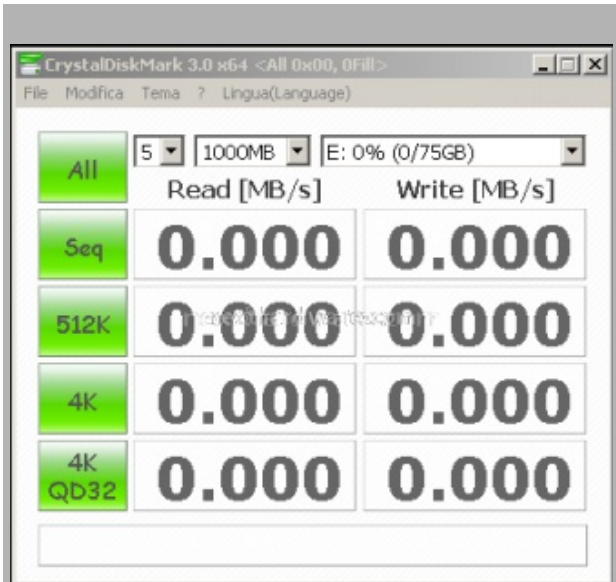 CrystalDiskMark 3.0 x64 <All 0x00, 0Fill>
File Modifica Tema ? Lingua(Language)
All 5 1000MB E: 0% (0/75GB)
Read [MB/s] Write [MB/s]
Seq 0.000 0.000
512K 0.000 0.000
4K 0.000 0.000
4K QD32 0.000 0.000